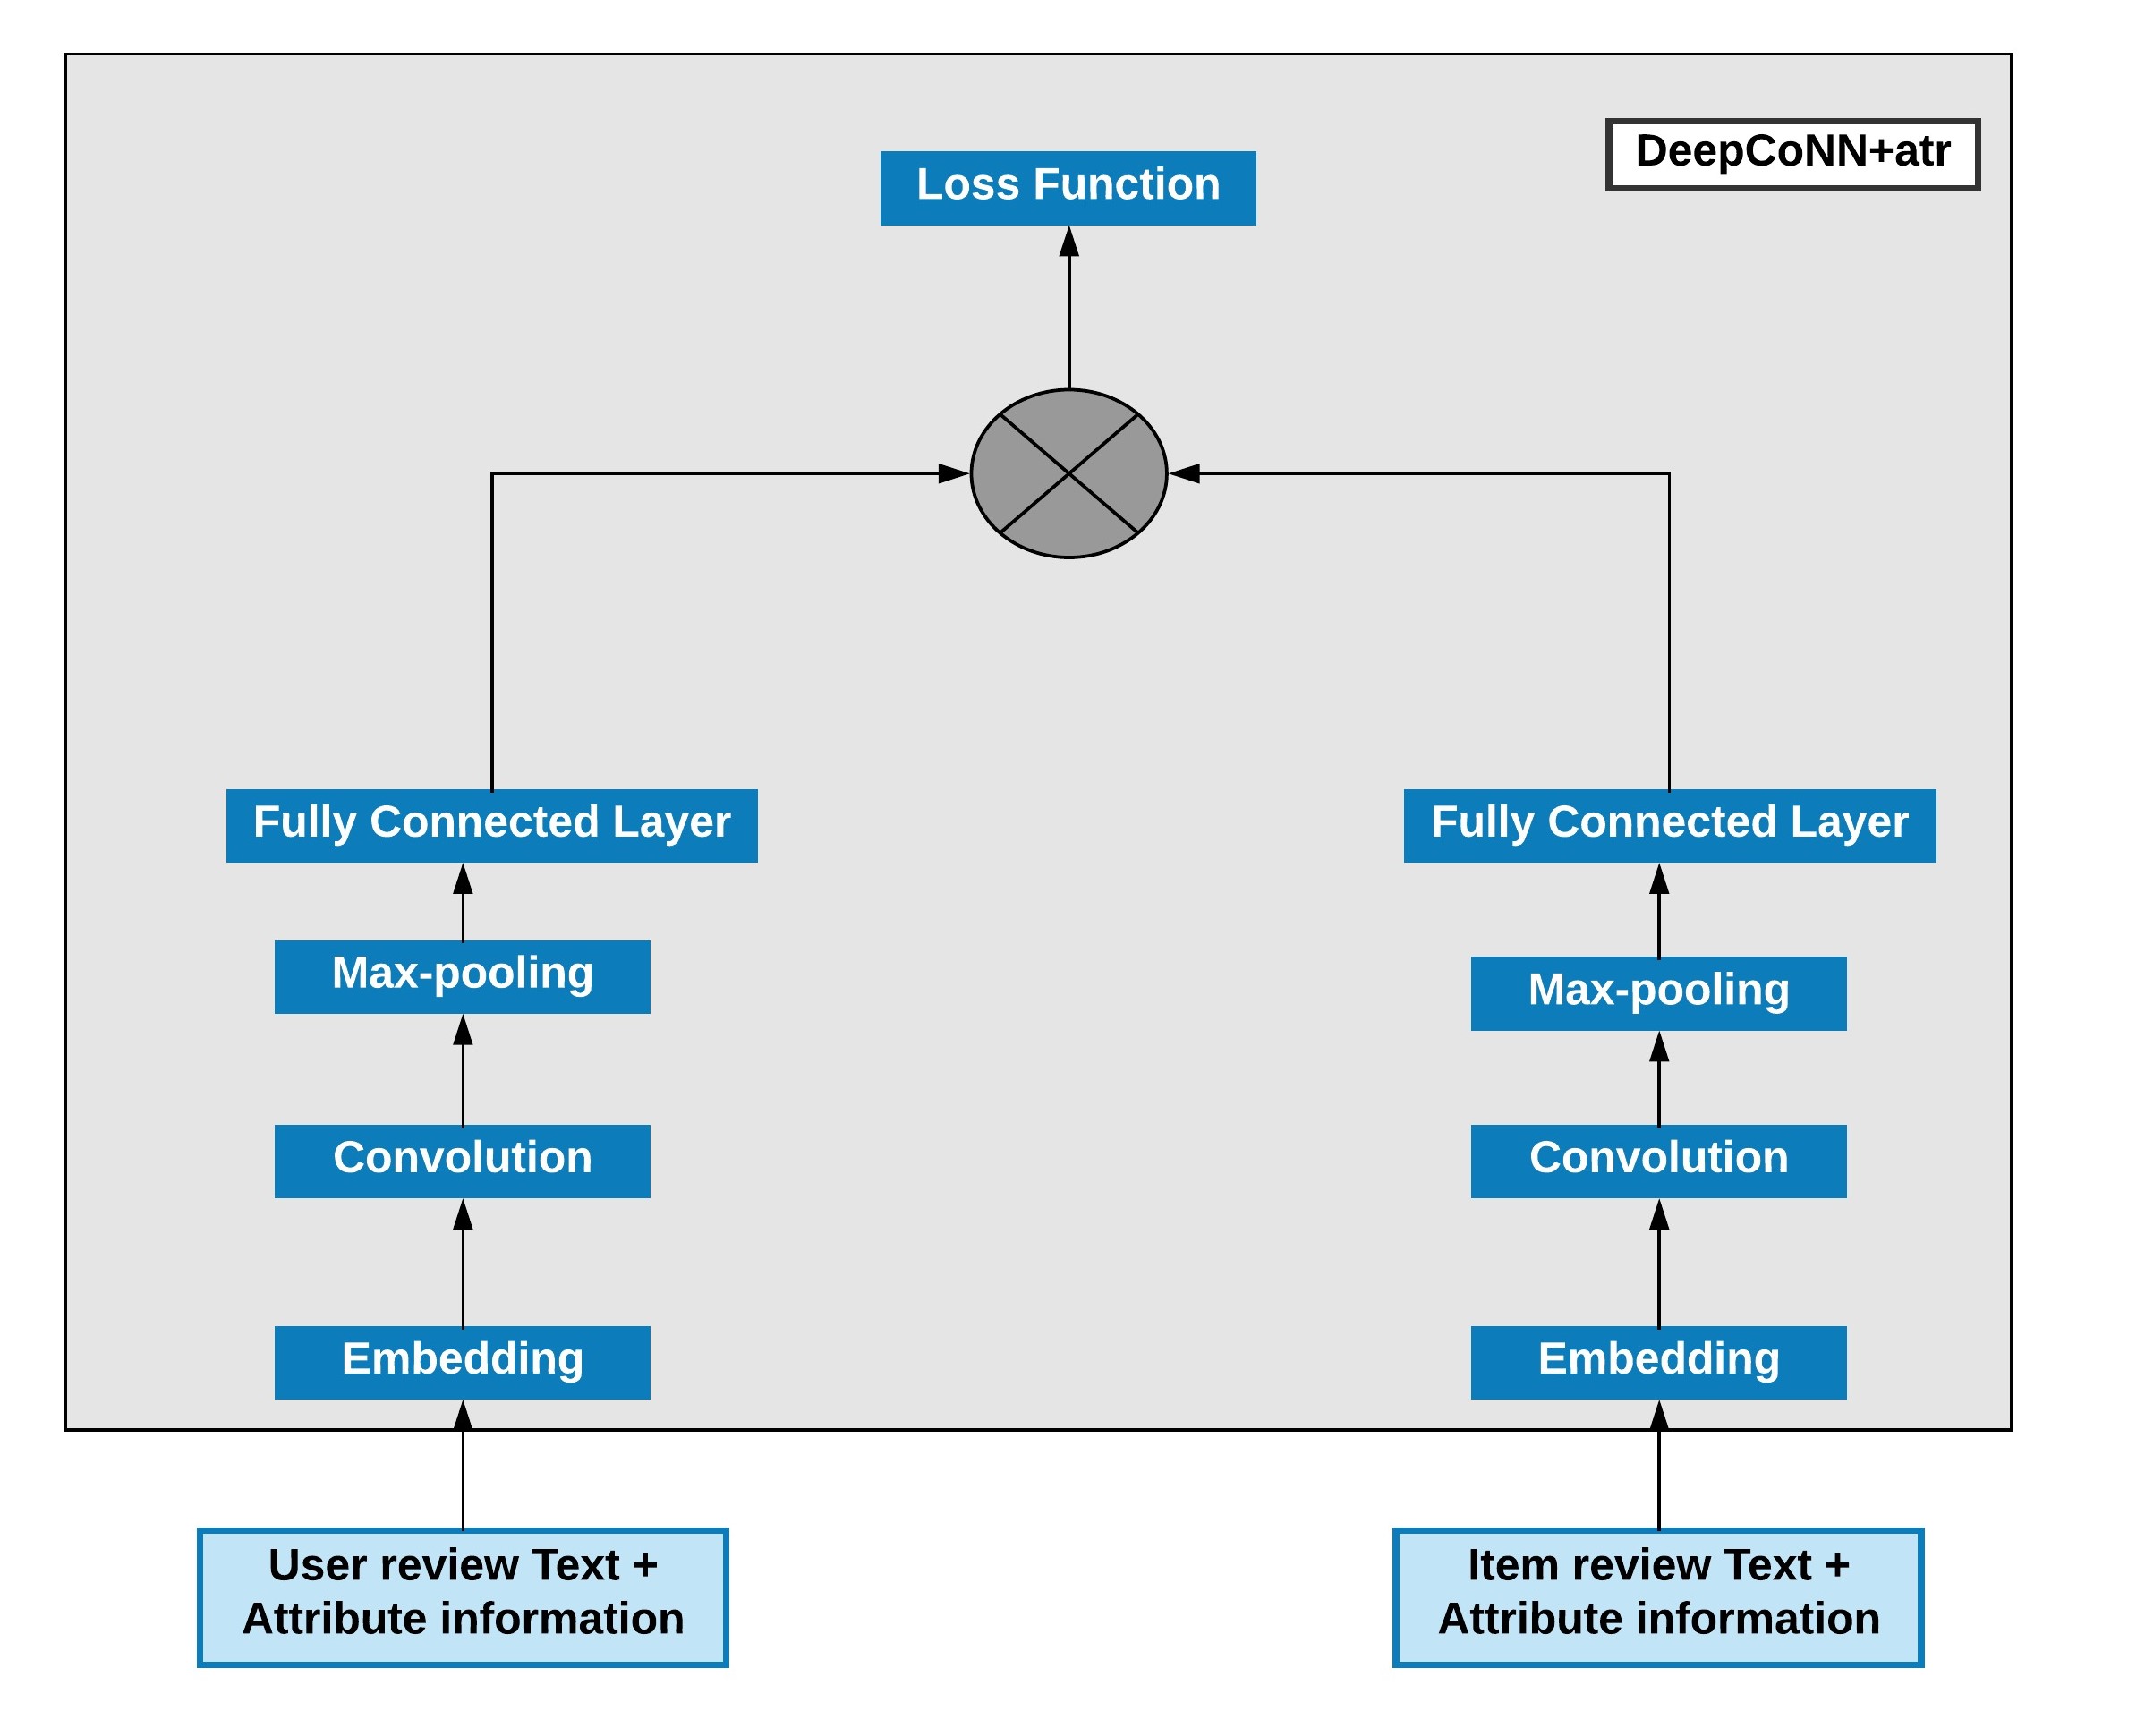 DeepCoNN+atr
Loss Function
Fully Connected Layer
Fully Connected Layer
Max-pooling
Max-pooling
Convolution
Convolution
Embedding
Embedding
User review Text +
Attribute information
Item review Text +
Attribute information